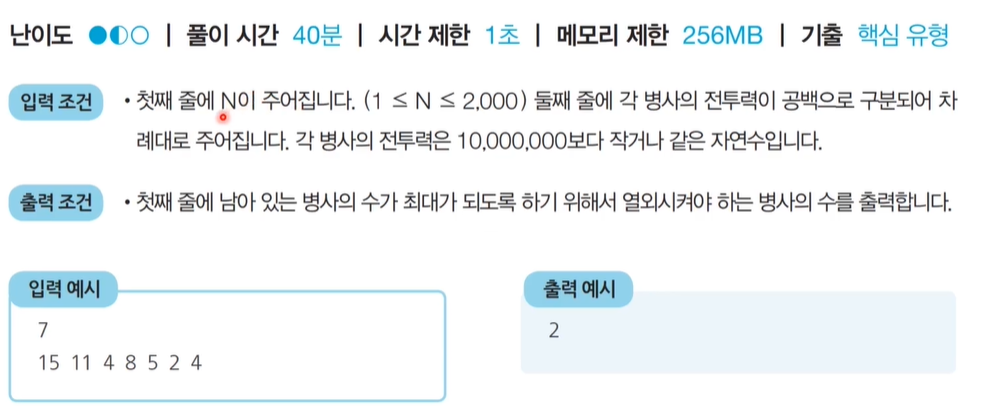 난이도 | 풀이 시간 40분 | 시간 제한 1초 | 메모리 제한 256MB | 기출 핵심 유형
입력 조건 • 첫째 줄에 N이 주어집니다. (1 ≤ N ≤ 2,000) 둘째 줄에 각 병사의 전투력이 공백으로 구분되어 차
례대로 주어집니다. 각 병사의 전투력은 10,000,000보다 작거나 같은 자연수입니다.
출력 조건 • 첫째 줄에 남아 있는 병사의 수가 최대가 되도록 하기 위해서 열외시켜야 하는 병사의 수를 출력합니다.
입력 예시
7
15 11 4 8 5 2 4
출력 예시
2